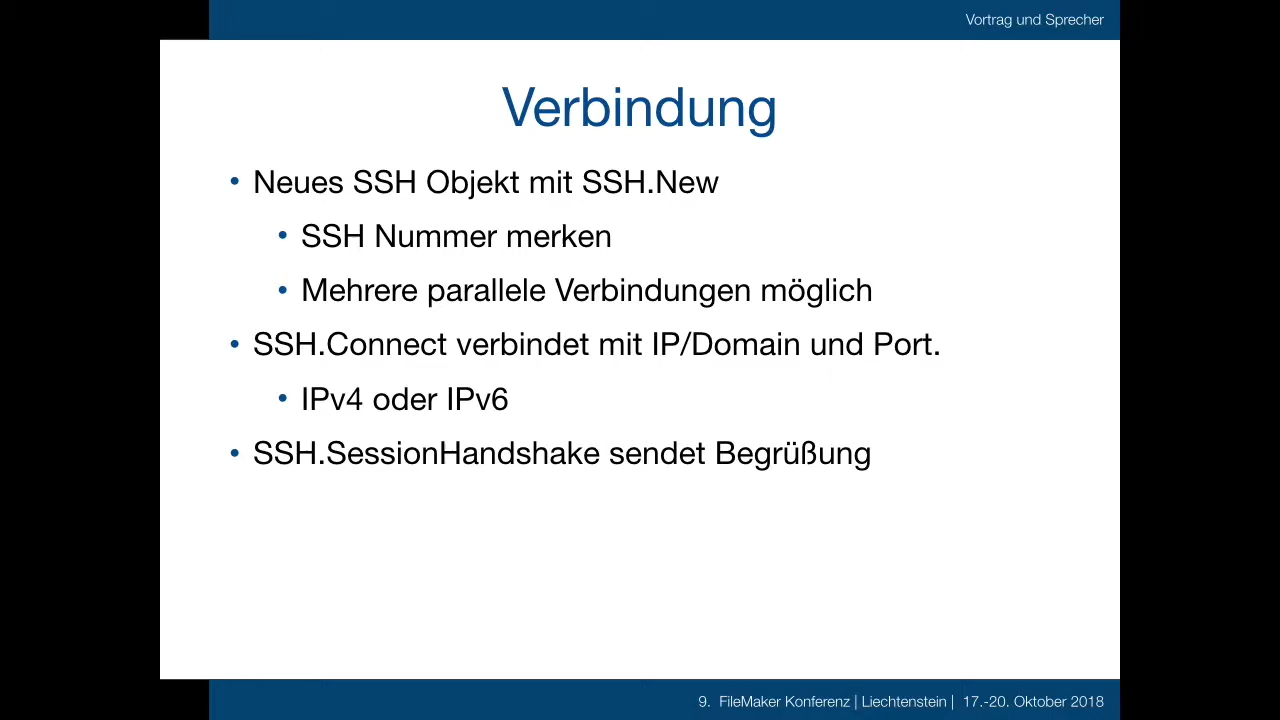 Vortrag und Sprecher
Verbindung
• Neues SSH Objekt mit SSH.New
• SSH Nummer merken
• Mehrere parallele Verbindungen möglich
• SSH.Connect verbindet mit IP/Domain und Port.
• IPv4 oder IPv6
• SSH.SessionHandshake sendet Begrüßung
9. FileMaker Konferenz | Liechtenstein | 17.-20. Oktober 2018